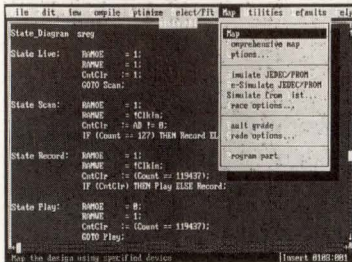 ile dit iew ompile ptimize elect/Fit Map tilities efaults elp
State_Diagram sreg
State Live: RAMOE = 1;
RAMWE = 1;
CntClr := 1;
GOTO Scan;
State Scan: RAMOE = 1;
RAMWE = !Clkin;
CntClr := AD != 0;
IF (Count == 127) THEN Record EL
State Record: RAMOE = 1;
RAMWE = !Clkin;
CntClr := (Count == 119437);
IF (CntClr) THEN Play ELSE Record;
State Play: RAMOE = 0;
RAMWE = 1;
CntClr := (Count == 119437);
GOTO Play;
Map
omprehensive map
ptions...
imulate JEDEC/PROM
e-Simulate JEDEC/PROM
Simulate from ist...
race options...
ault grade
rade options...
rogram part
Map the design using specified device
Insert 0103:001